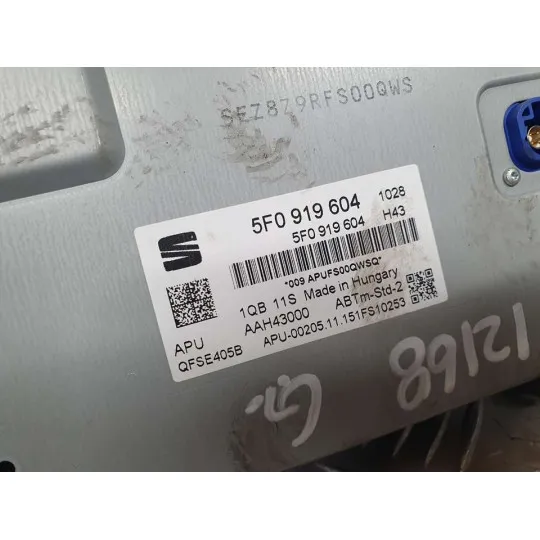 SEZ8Z9RFS00QWS
5F0 919 604 1028
5F0 919 604 H43
*009 APUFS00QWSQ*
1QB 11S Made in Hungary
AAH43000 ABTm-Std-2
APU
QFSE405B APU-00205.11.151FS10253
12168